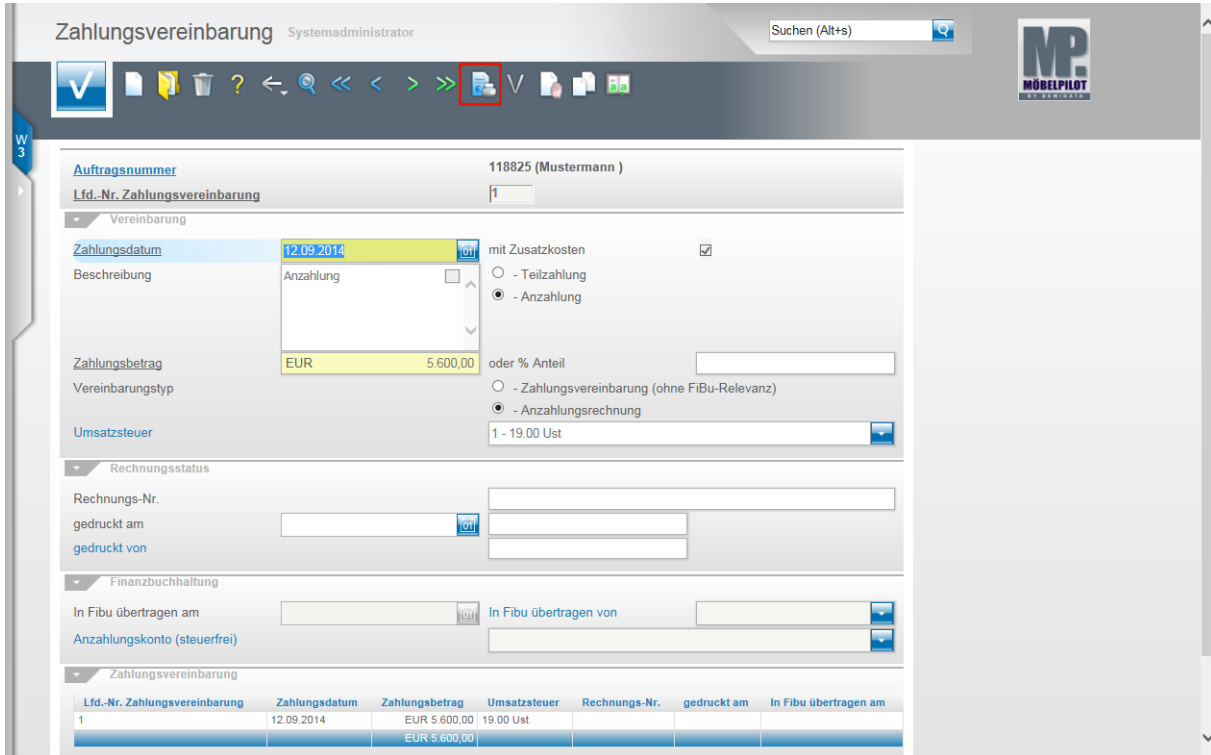 Zahlungsvereinbarung Systemadministrator
Suchen (Alt+s)
MP.
MÖBELPILOT
W
3
Auftragsnummer 118825 (Mustermann )
Lfd.-Nr. Zahlungsvereinbarung 1
Vereinbarung
Zahlungsdatum 12.09.2014 mit Zusatzkosten
Beschreibung Anzahlung - Teilzahlung
- Anzahlung
Zahlungsbetrag EUR 5.600,00 oder % Anteil
Vereinbarungstyp - Zahlungsvereinbarung (ohne FiBu-Relevanz)
- Anzahlungsrechnung
Umsatzsteuer 1 - 19.00 Ust
Rechnungsstatus
Rechnungs-Nr.
gedruckt am
gedruckt von
Finanzbuchhaltung
In Fibu übertragen am In Fibu übertragen von
Anzahlungskonto (steuerfrei)
Zahlungsvereinbarung
Lfd.-Nr. Zahlungsvereinbarung Zahlungsdatum Zahlungsbetrag Umsatzsteuer Rechnungs-Nr. gedruckt am In Fibu übertragen am
1 12.09.2014 EUR 5.600,00 19.00 Ust
EUR 5.600,00